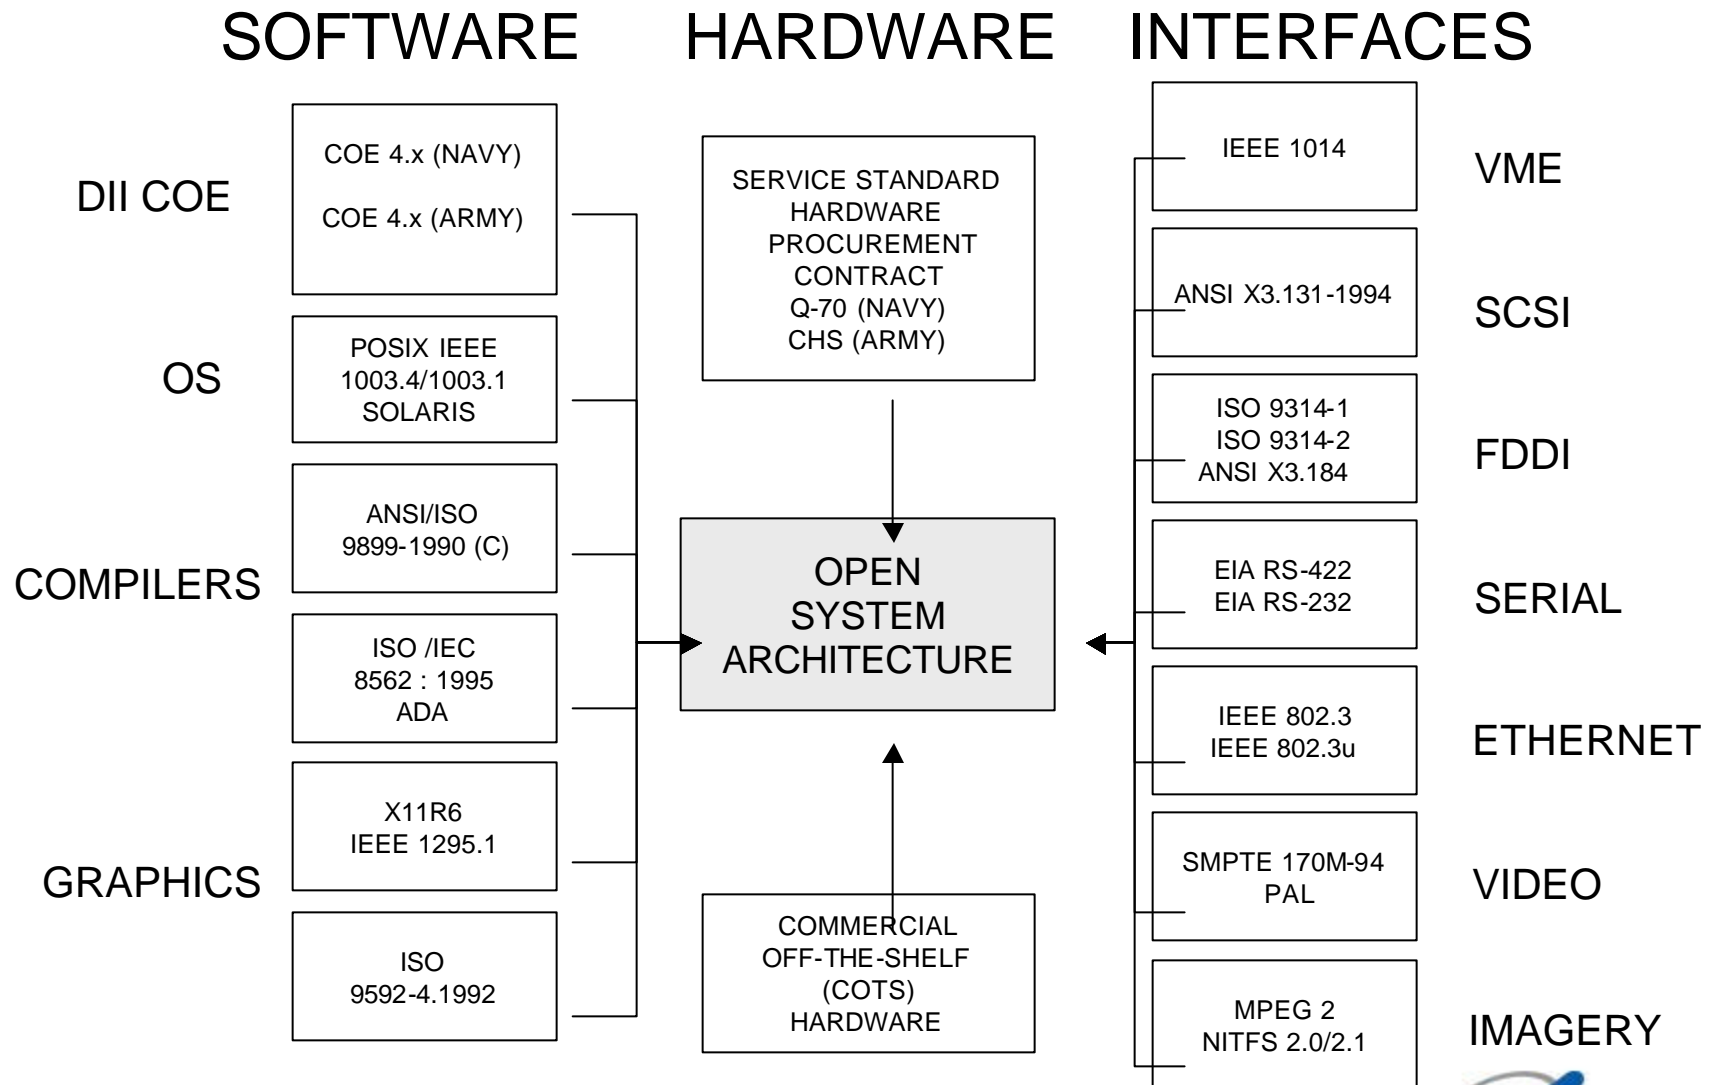 SOFTWARE
HARDWARE
INTERFACES
DII COE
COE 4.x (NAVY)
COE 4.x (ARMY)
OS
POSIX IEEE
1003.4/1003.1
SOLARIS
COMPILERS
ANSI/ISO
9899-1990 (C)
ISO /IEC
8562 : 1995
ADA
GRAPHICS
X11R6
IEEE 1295.1
ISO
9592-4.1992
SERVICE STANDARD
HARDWARE
PROCUREMENT
CONTRACT
Q-70 (NAVY)
CHS (ARMY)
OPEN
SYSTEM
ARCHITECTURE
COMMERCIAL
OFF-THE-SHELF
(COTS)
HARDWARE
IEEE 1014
VME
ANSI X3.131-1994
SCSI
ISO 9314-1
ISO 9314-2
ANSI X3.184
FDDI
EIA RS-422
EIA RS-232
SERIAL
IEEE 802.3
IEEE 802.3u
ETHERNET
SMPTE 170M-94
PAL
VIDEO
MPEG 2
NITFS 2.0/2.1
IMAGERY